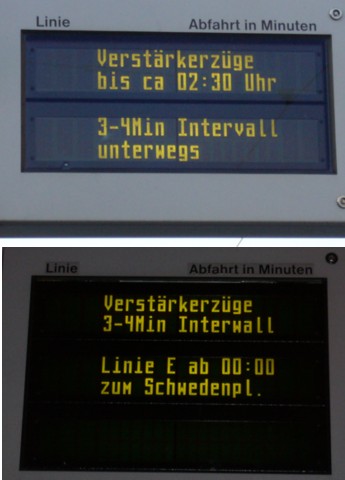 Linie Abfahrt in Minuten
Verstärkerzüge
bis ca 02:30 Uhr
3-4Min Intervall
unterwegs
Linie Abfahrt in Minuten
Verstärkerzüge
3-4Min Interwall
Linie E ab 00:00
zum Schwedenpl.